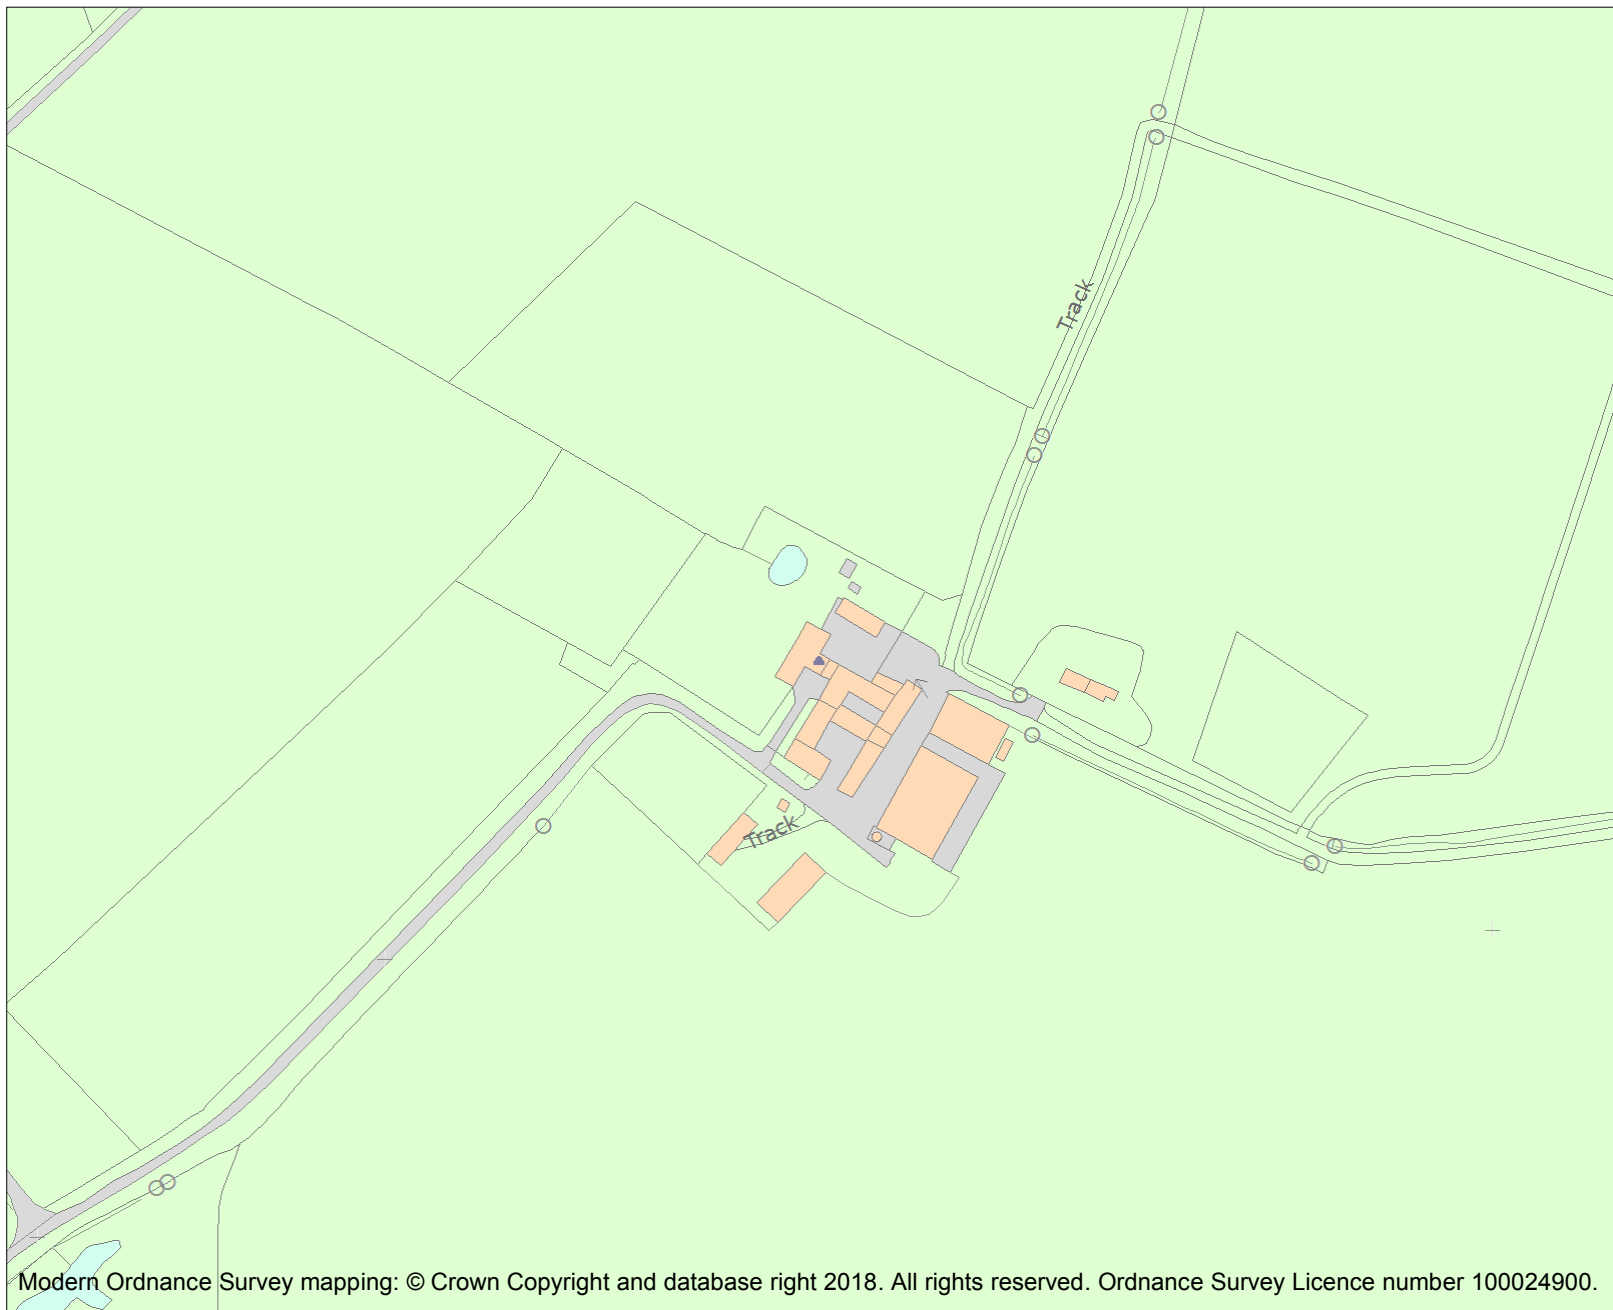 Track
Track
Modern Ordnance Survey mapping: © Crown Copyright and database right 2018. All rights reserved. Ordnance Survey Licence number 100024900.